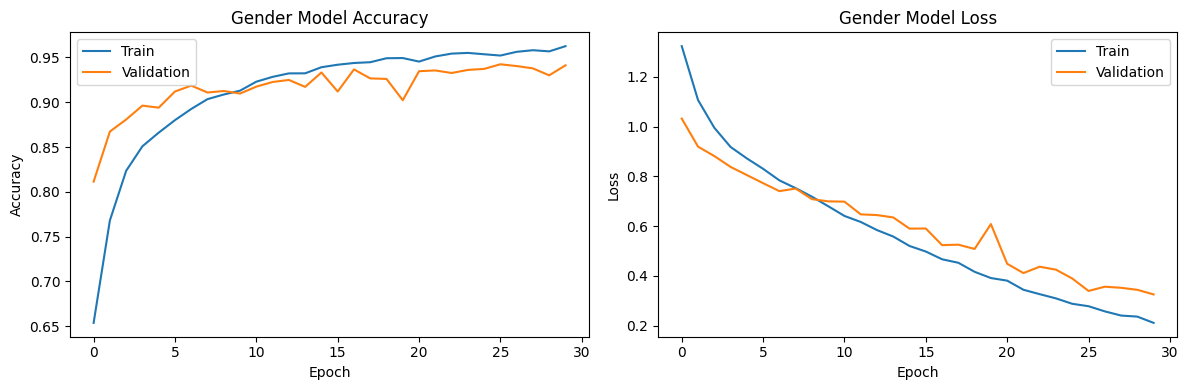 Gender Model Accuracy
Train
Validation
0.95
0.90
0.85
0.80
0.75
0.70
0.65
Accuracy
0 5 10 15 20 25 30
Epoch
Gender Model Loss
Train
Validation
1.2
1.0
0.8
0.6
0.4
0.2
Loss
0 5 10 15 20 25 30
Epoch